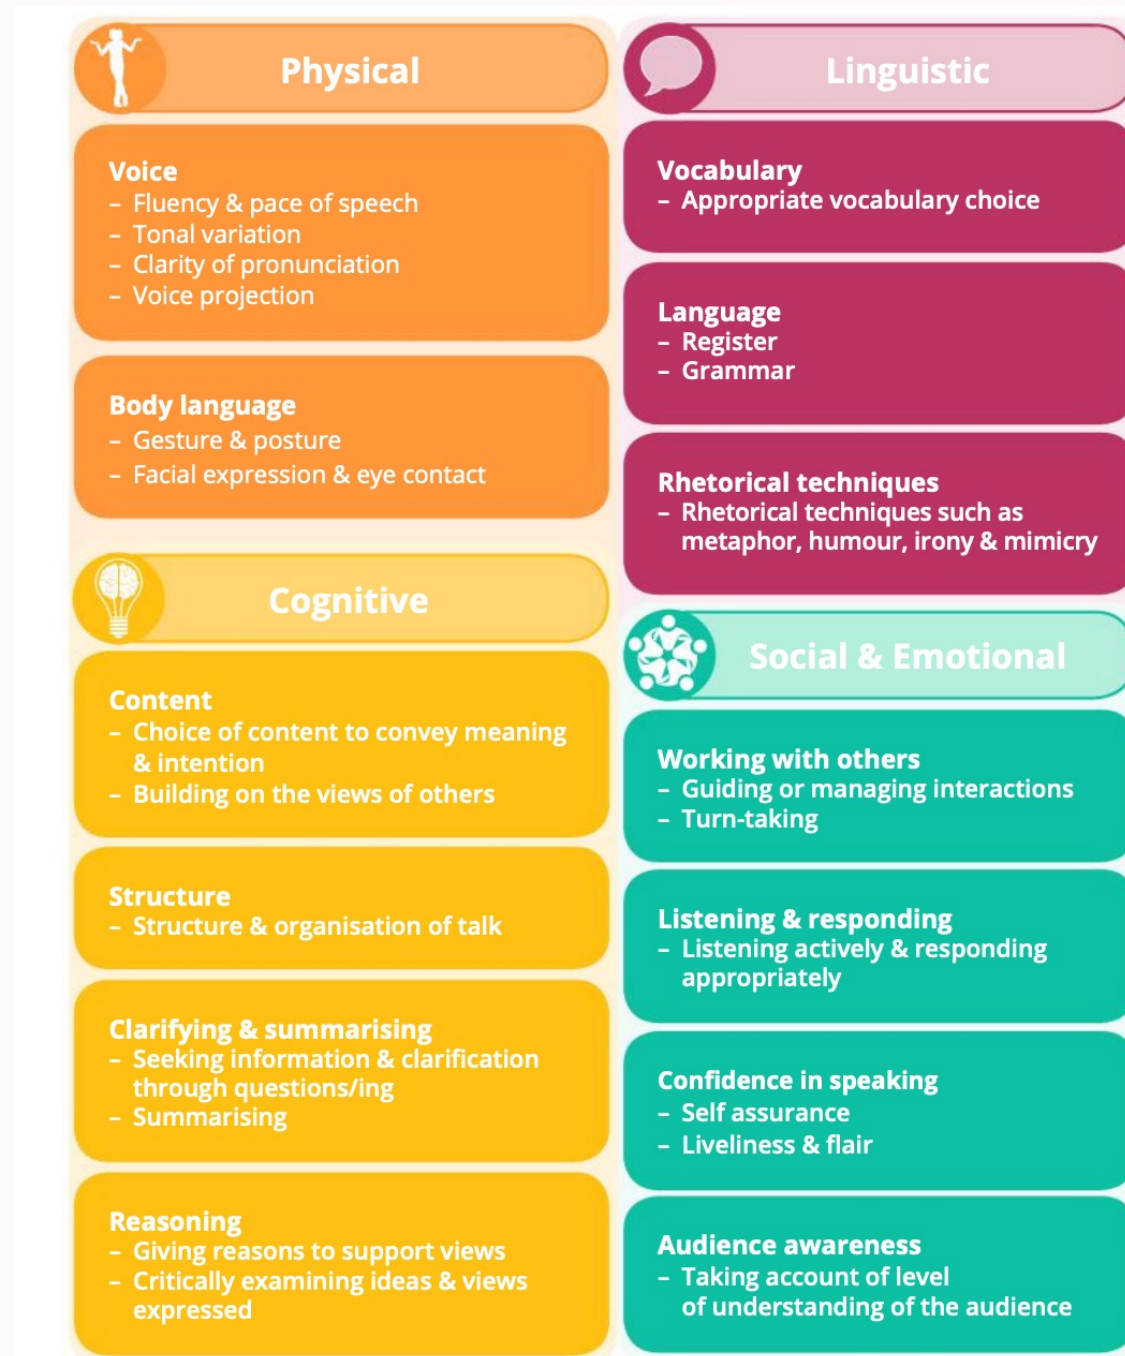 Physical
Voice
– Fluency & pace of speech
– Tonal variation
– Clarity of pronunciation
– Voice projection
Body language
– Gesture & posture
– Facial expression & eye contact
Cognitive
Content
– Choice of content to convey meaning
& intention
– Building on the views of others
Structure
– Structure & organisation of talk
Clarifying & summarising
– Seeking information & clarification
through questions/ing
– Summarising
Reasoning
– Giving reasons to support views
– Critically examining ideas & views
expressed
Linguistic
Vocabulary
– Appropriate vocabulary choice
Language
– Register
– Grammar
Rhetorical techniques
– Rhetorical techniques such as
metaphor, humour, irony & mimicry
Social & Emotional
Working with others
– Guiding or managing interactions
– Turn-taking
Listening & responding
– Listening actively & responding
appropriately
Confidence in speaking
– Self assurance
– Liveliness & flair
Audience awareness
– Taking account of level
of understanding of the audience